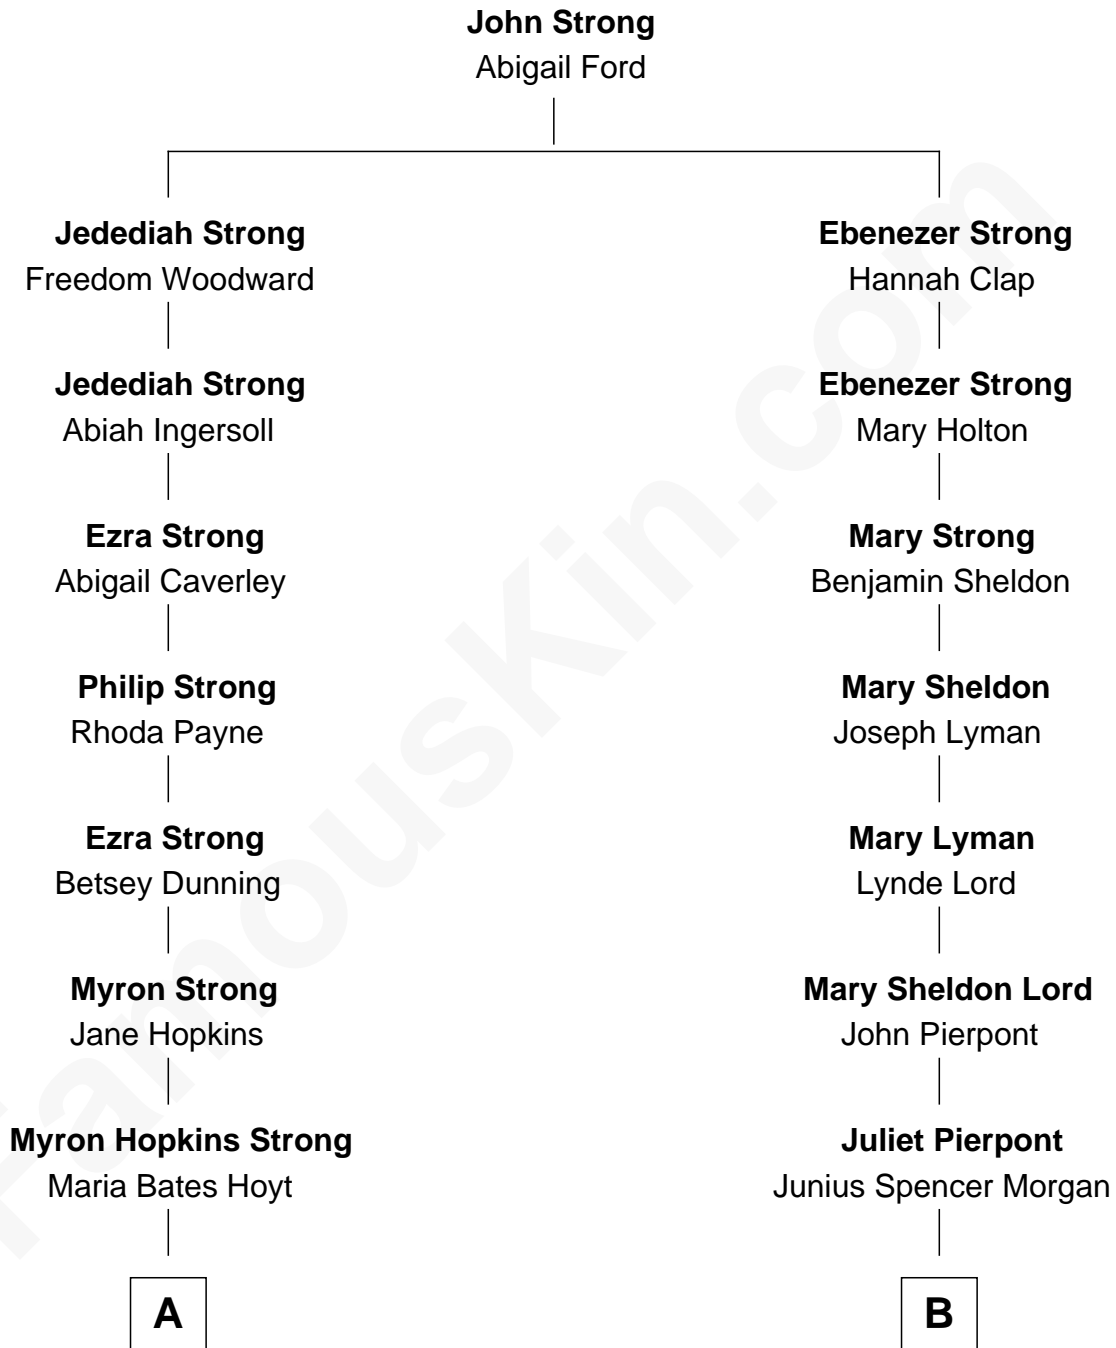 John Strong
Abigail Ford
Jedediah Strong
Freedom Woodward
Ebenezer Strong
Hannah Clap
Jedediah Strong
Abiah Ingersoll
Ebenezer Strong
Mary Holton
Ezra Strong
Abigail Caverley
Mary Strong
Benjamin Sheldon
Philip Strong
Rhoda Payne
Mary Sheldon
Joseph Lyman
Ezra Strong
Betsey Dunning
Mary Lyman
Lynde Lord
Myron Strong
Jane Hopkins
Mary Sheldon Lord
John Pierpont
Myron Hopkins Strong
Maria Bates Hoyt
Juliet Pierpont
Junius Spencer Morgan
A
B
FamousKin.com